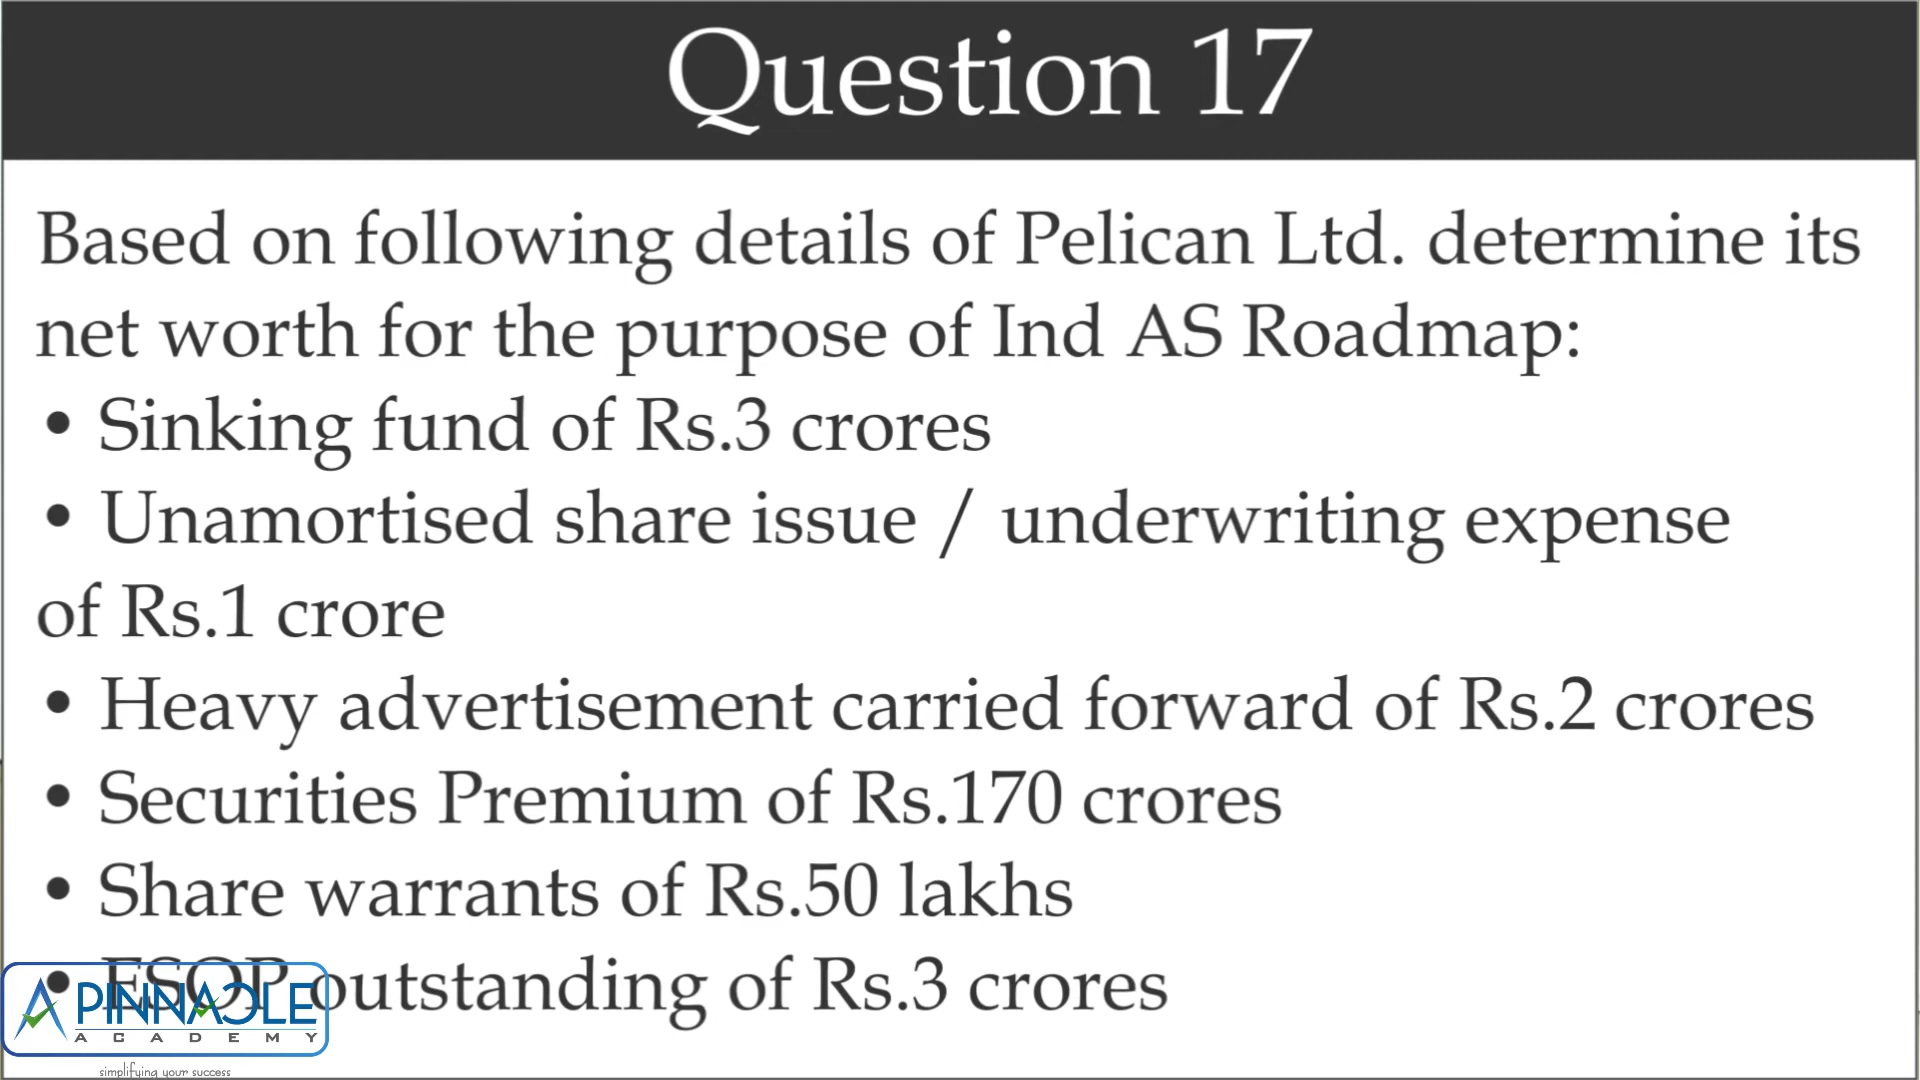 Question 17
Based on following details of Pelican Ltd. determine its
net worth for the purpose of Ind AS Roadmap:
• Sinking fund of Rs.3 crores
• Unamortised share issue / underwriting expense
of Rs.1 crore
• Heavy advertisement carried forward of Rs.2 crores
• Securities Premium of Rs.170 crores
• Share warrants of Rs.50 lakhs
• ESOP outstanding of Rs.3 crores
PINNACLE
ACADEMY
simplifying your success